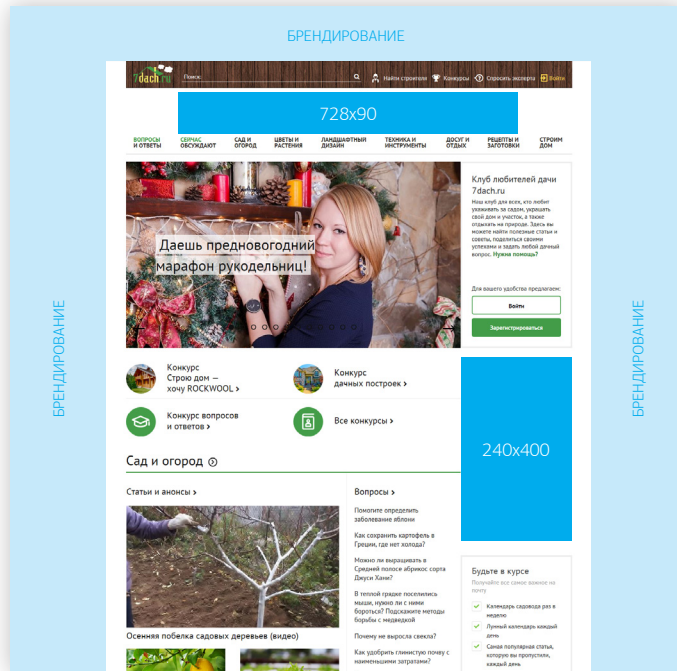 БРЕНДИРОВАНИЕ
7dach.ru
Поиск:
Найти строителя
Конкурсы
Спросить эксперта
Войти
728x90
ВОПРОСЫ
И ОТВЕТЫ
СЕЙЧАС
ОБСУЖДАЮТ
САД И
ОГОРОД
ЦВЕТЫ И
РАСТЕНИЯ
ЛАНДШАФТНЫЙ
ДИЗАЙН
ТЕХНИКА И
ИНСТРУМЕНТЫ
ДОСУГ И
ОТДЫХ
РЕЦЕПТЫ И
ЗАГОТОВКИ
СТРОИМ
ДОМ
Даешь предновогодний
марафон рукодельниц!
Клуб любителей дачи
7dach.ru
Наш клуб для всех, кто любит
ухаживать за садом, украшать
свой дом и участок, а также
отдыхать на природе. Здесь вы
можете найти полезные статьи и
советы, поделиться своими
успехами и задать любой дачный
вопрос. Нужна помощь?
Для вашего удобства предлагаем:
Войти
Зарегистрироваться
БРЕНДИРОВАНИЕ
БРЕНДИРОВАНИЕ
Конкурс
Строю дом —
хочу ROCKWOOL ›
Конкурс
дачных построек ›
Конкурс вопросов
и ответов ›
Все конкурсы ›
240x400
Сад и огород
Статьи и анонсы ›
Осенняя побелка садовых деревьев (видео)
Вопросы ›
Помогите определить
заболевание яблони
Как сохранить картофель в
Греции, где нет холода?
Можно ли выращивать в
Средней полосе абрикос сорта
Джуси Хани?
В теплой грядке поселились
мыши, нужно ли с ними
бороться? Подскажите методы
борьбы с медведкой
Почему не выросла свекла?
Как удобрить глинистую почву с
наименьшими затратами?
Будьте в курсе
Получайте все самое важное на
почту
Календарь садовода раз в
неделю
Лунный календарь каждый
день
Самая популярная статья,
которую вы пропустили,
каждый день